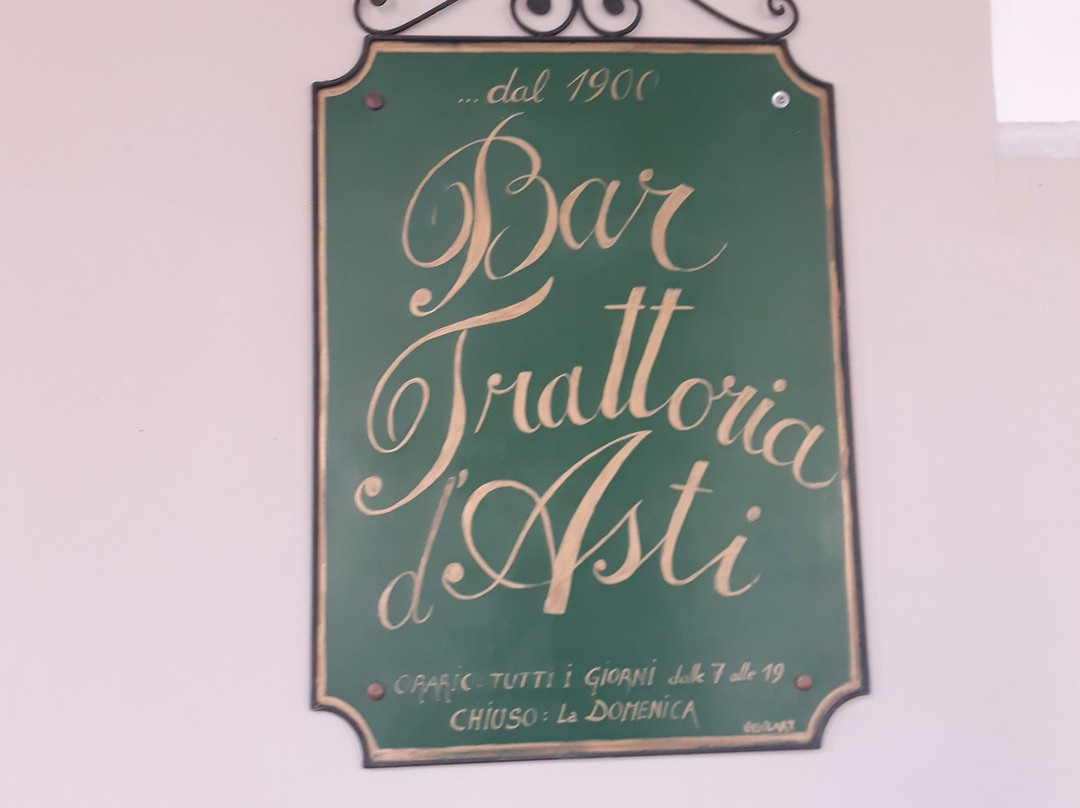 ...dal 1900
Bar
Trattoria
d'Asti
ORARIO-TUTTI i GIORNI dalle 7 alle 19
CHIUSO: La DOMENICA